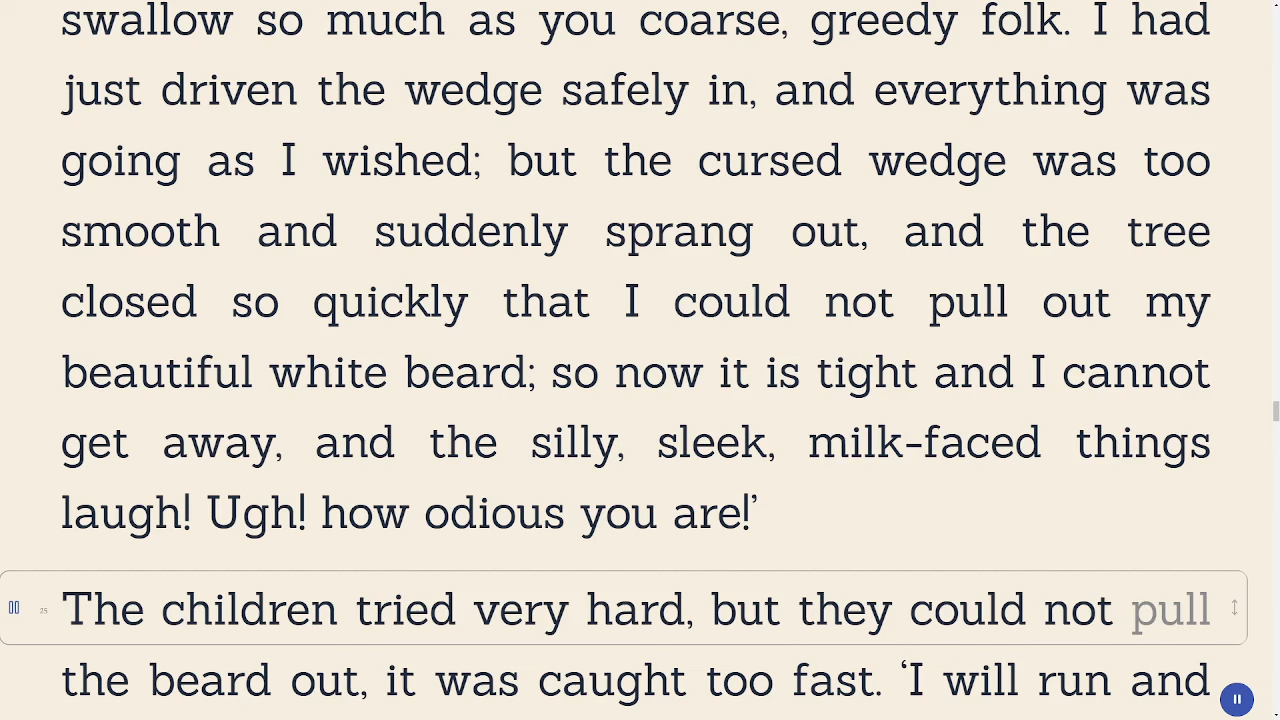 swallow so much as you coarse, greedy folk. I had
just driven the wedge safely in, and everything was
going as I wished; but the cursed wedge was too
smooth and suddenly sprang out, and the tree
closed so quickly that I could not pull out my
beautiful white beard; so now it is tight and I cannot
get away, and the silly, sleek, milk-faced things
laugh! Ugh! how odious you are!’
25 The children tried very hard, but they could not pull
the beard out, it was caught too fast. ‘I will run and